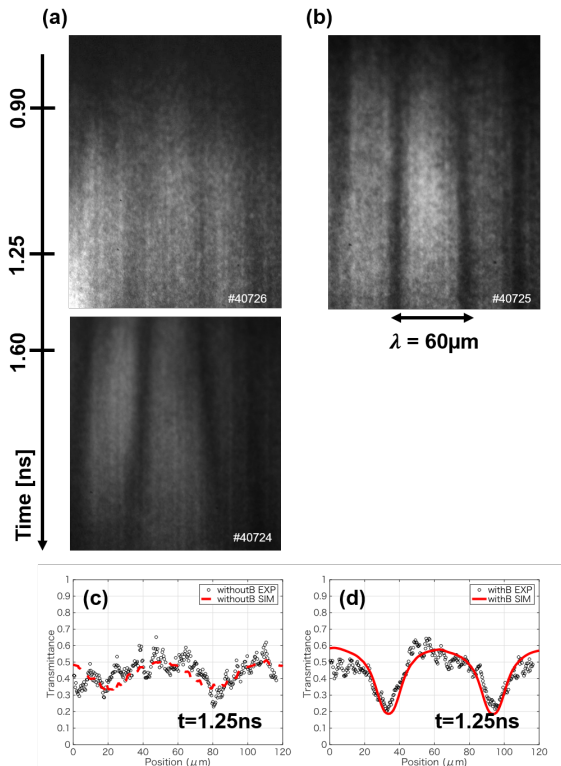 (a)
(b)
0.90
1.25
1.60
Time [ns]
#40726
#40725
λ = 60μm
#40724
(c)
withoutB EXP
withoutB SIM
t=1.25ns
Transmittance
1
0.9
0.8
0.7
0.6
0.5
0.4
0.3
0.2
0.1
0
0 20 40 60 80 100 120
Position (μm)
(d)
withB EXP
withB SIM
t=1.25ns
Transmittance
1
0.9
0.8
0.7
0.6
0.5
0.4
0.3
0.2
0.1
0
0 20 40 60 80 100 120
Position (μm)